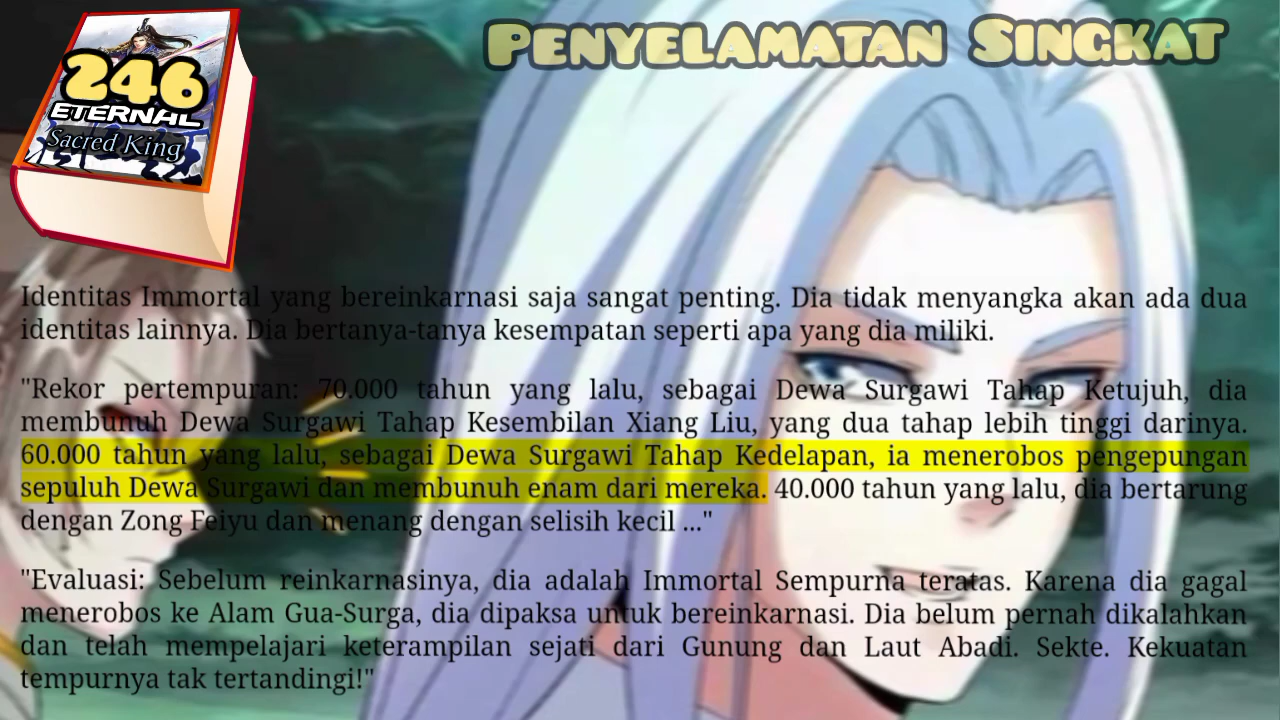 Penyelamatan Singkat
246
ETERNAL
Sacred King
Identitas Immortal yang bereinkarnasi saja sangat penting. Dia tidak menyangka akan ada dua
identitas lainnya. Dia bertanya-tanya kesempatan seperti apa yang dia miliki.
"Rekor pertempuran: 70.000 tahun yang lalu, sebagai Dewa Surgawi Tahap Ketujuh, dia
membunuh Dewa Surgawi Tahap Kesembilan Xiang Liu, yang dua tahap lebih tinggi darinya.
60.000 tahun yang lalu, sebagai Dewa Surgawi Tahap Kedelapan, ia menerobos pengepungan
sepuluh Dewa Surgawi dan membunuh enam dari mereka. 40.000 tahun yang lalu, dia bertarung
dengan Zong Feiyu dan menang dengan selisih kecil ..."
"Evaluasi: Sebelum reinkarnasinya, dia adalah Immortal Sempurna teratas. Karena dia gagal
menerobos ke Alam Gua-Surga, dia dipaksa untuk bereinkarnasi. Dia belum pernah dikalahkan
dan telah mempelajari keterampilan sejati dari Gunung dan Laut Abadi. Sekte. Kekuatan
tempurnya tak tertandingi!"